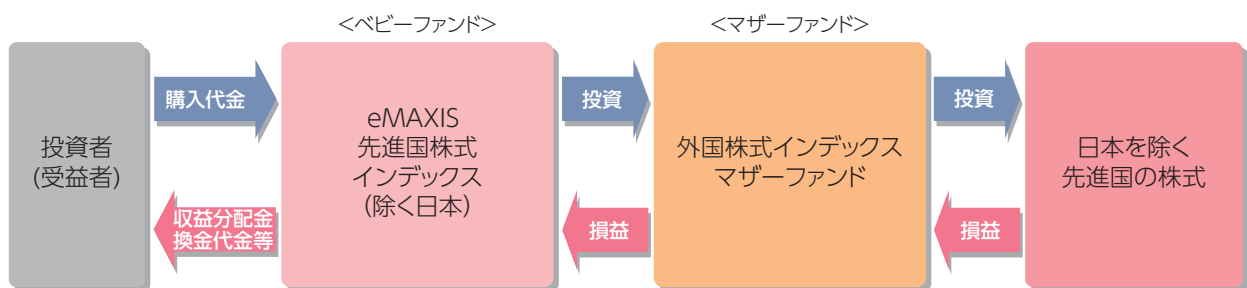 <ベビーファンド>
<マザーファンド>
購入代金
投資
投資
投資者
(受益者)
eMAXIS
先進国株式
インデックス
(除く日本)
外国株式インデックス
マザーファンド
日本を除く
先進国の株式
収益分配金
換金代金等
損益
損益